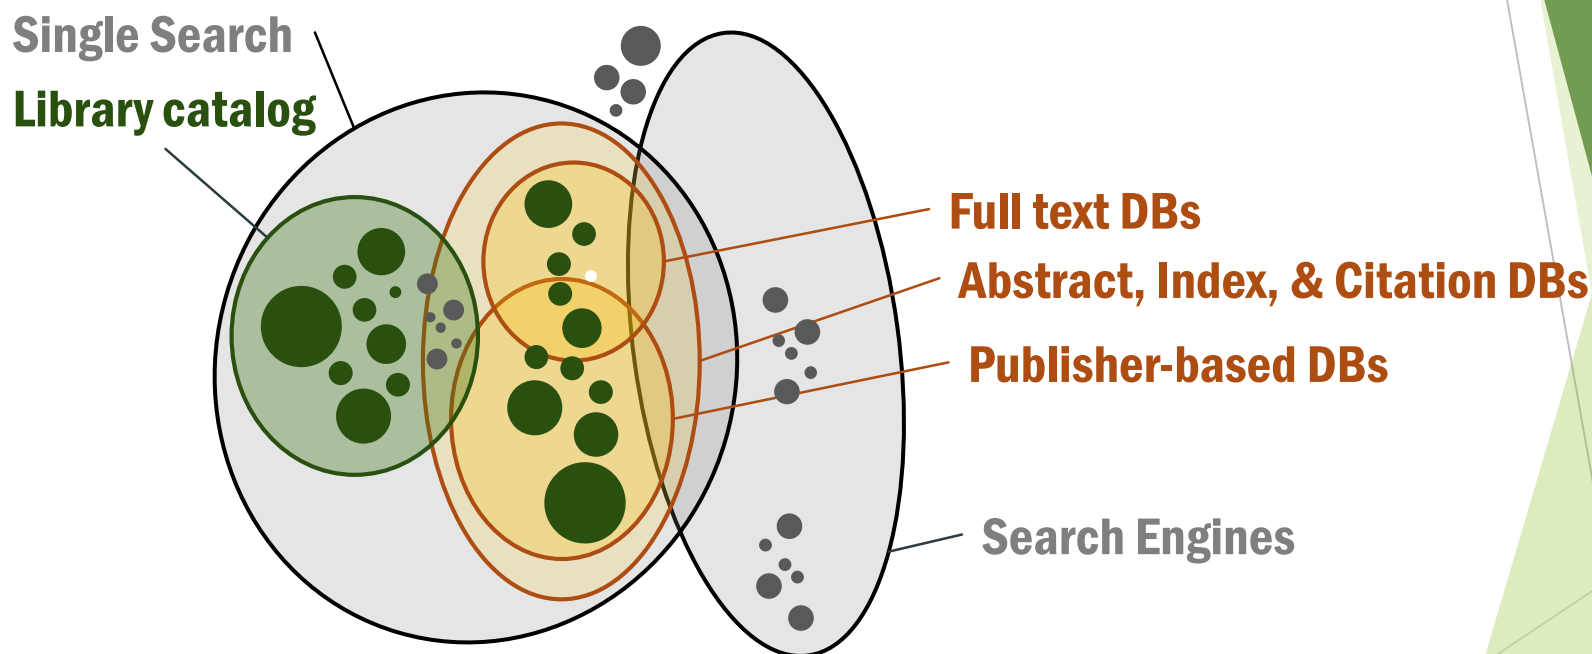 Single Search
Library catalog
Full text DBs
Abstract, Index, & Citation DBs
Publisher-based DBs
Search Engines